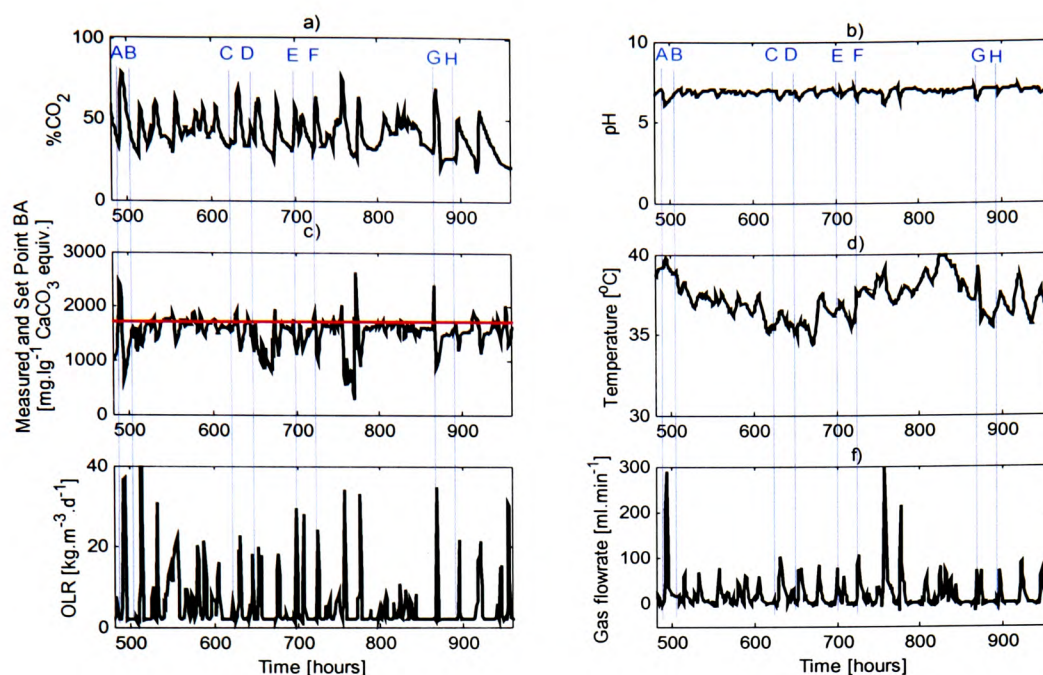 a)
100
50
0
%CO2
A B C D E F G H
500 600 700 800 900
b)
10
5
0
pH
A B C D E F G H
500 600 700 800 900
c)
3000
2000
1000
0
Measured and Set Point BA
[mg.lg-1 CaCO3 equiv.]
500 600 700 800 900
d)
40
35
30
Temperature [oC]
500 600 700 800 900
40
20
0
OLR [kg.m-3.d-1]
500 600 700 800 900
Time [hours]
f)
300
200
100
0
Gas flowrate [ml.min-1]
500 600 700 800 900
Time [hours]